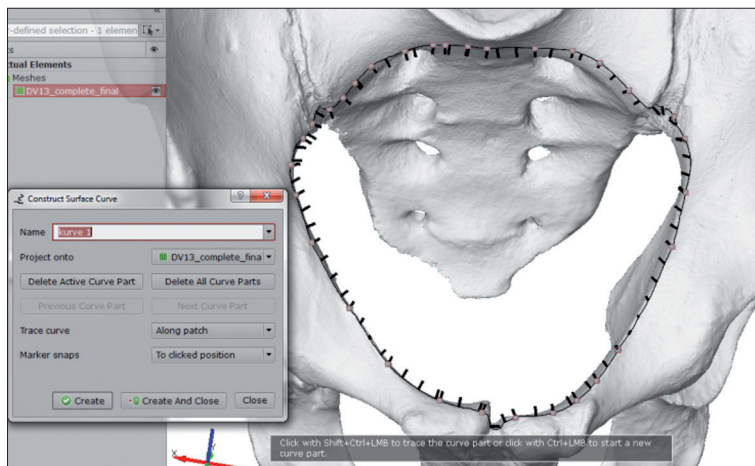 r-defined selection - 1 elemen
ts
ctual Elements
Meshes
DV13_complete_final
Construct Surface Curve
Name kurve 1
Project onto DV13_complete_fina
Delete Active Curve Part Delete All Curve Parts
Previous Curve Part Next Curve Part
Trace curve Along patch
Marker snaps To clicked position
Create Create And Close Close
Click with Shift+Ctrl+LMB to trace the curve part or click with Ctrl+LMB to start a new
curve part.
X